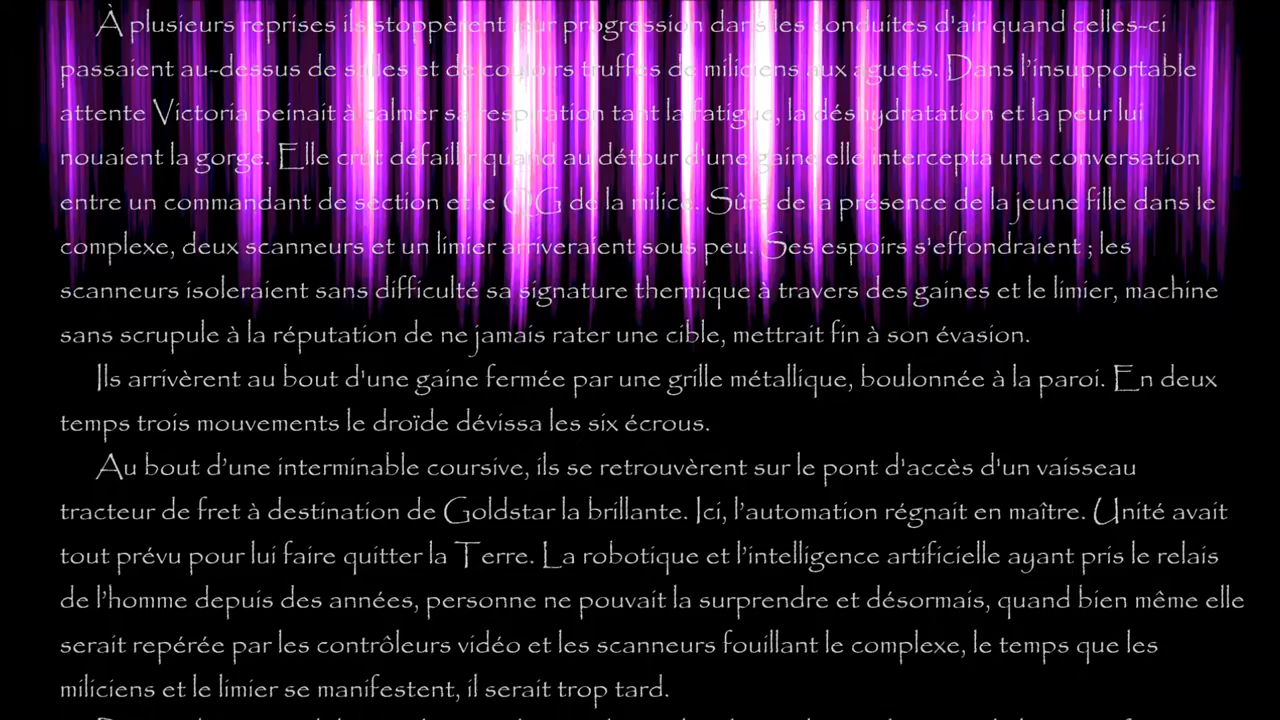 À plusieurs reprises ils stoppèrent leur progression dans les conduites d'air quand celles-ci
passaient au-dessus de salles et de couloirs truffés de miliciens aux aguets. Dans l'insupportable
attente Victoria peinait à calmer sa respiration tant la fatigue, la déshydratation et la peur lui
nouaient la gorge. Elle crut défaillir quand au détour d'une gaine elle intercepta une conversation
entre un commandant de section et le QG de la milice. Sûrs de la présence de la jeune fille dans le
complexe, deux scanneurs et un limier arriveraient sous peu. Ses espoirs s'effondraient ; les
scanneurs isoleraient sans difficulté sa signature thermique à travers des gaines et le limier, machine
sans scrupule à la réputation de ne jamais rater une cible, mettrait fin à son évasion.
Ils arrivèrent au bout d'une gaine fermée par une grille métallique, boulonnée à la paroi. En deux
temps trois mouvements le droïde dévissa les six écrous.
Au bout d'une interminable coursive, ils se retrouvèrent sur le pont d'accès d'un vaisseau
tracteur de fret à destination de Goldstar la brillante. Ici, l'automation régnait en maître. Unité avait
tout prévu pour lui faire quitter la Terre. La robotique et l'intelligence artificielle ayant pris le relais
de l'homme depuis des années, personne ne pouvait la surprendre et désormais, quand bien même elle
serait repérée par les contrôleurs vidéo et les scanneurs fouillant le complexe, le temps que les
miliciens et le limier se manifestent, il serait trop tard.